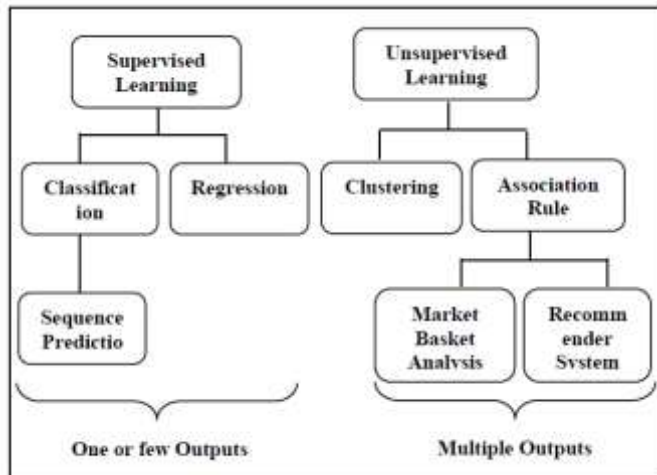 Supervised
Learning
Unsupervised
Learning
Classificat
ion
Regression
Clustering
Association
Rule
Sequence
Predictio
Market
Basket
Analysis
Recomm
ender
System
One or few Outputs
Multiple Outputs